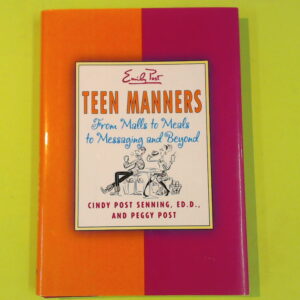 Emily Post
TEEN MANNERS
From Malls to Meals
to Messaging and Beyond
CINDY POST SENNING, ED.D.,
AND PEGGY POST